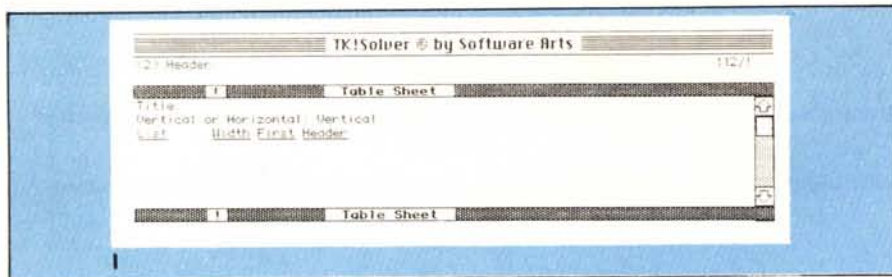 TK!Solver © by Software Arts
(2) Header 112/!
! Table Sheet
Title:
Vertical or Horizontal: Vertical
List Width First Header
! Table Sheet